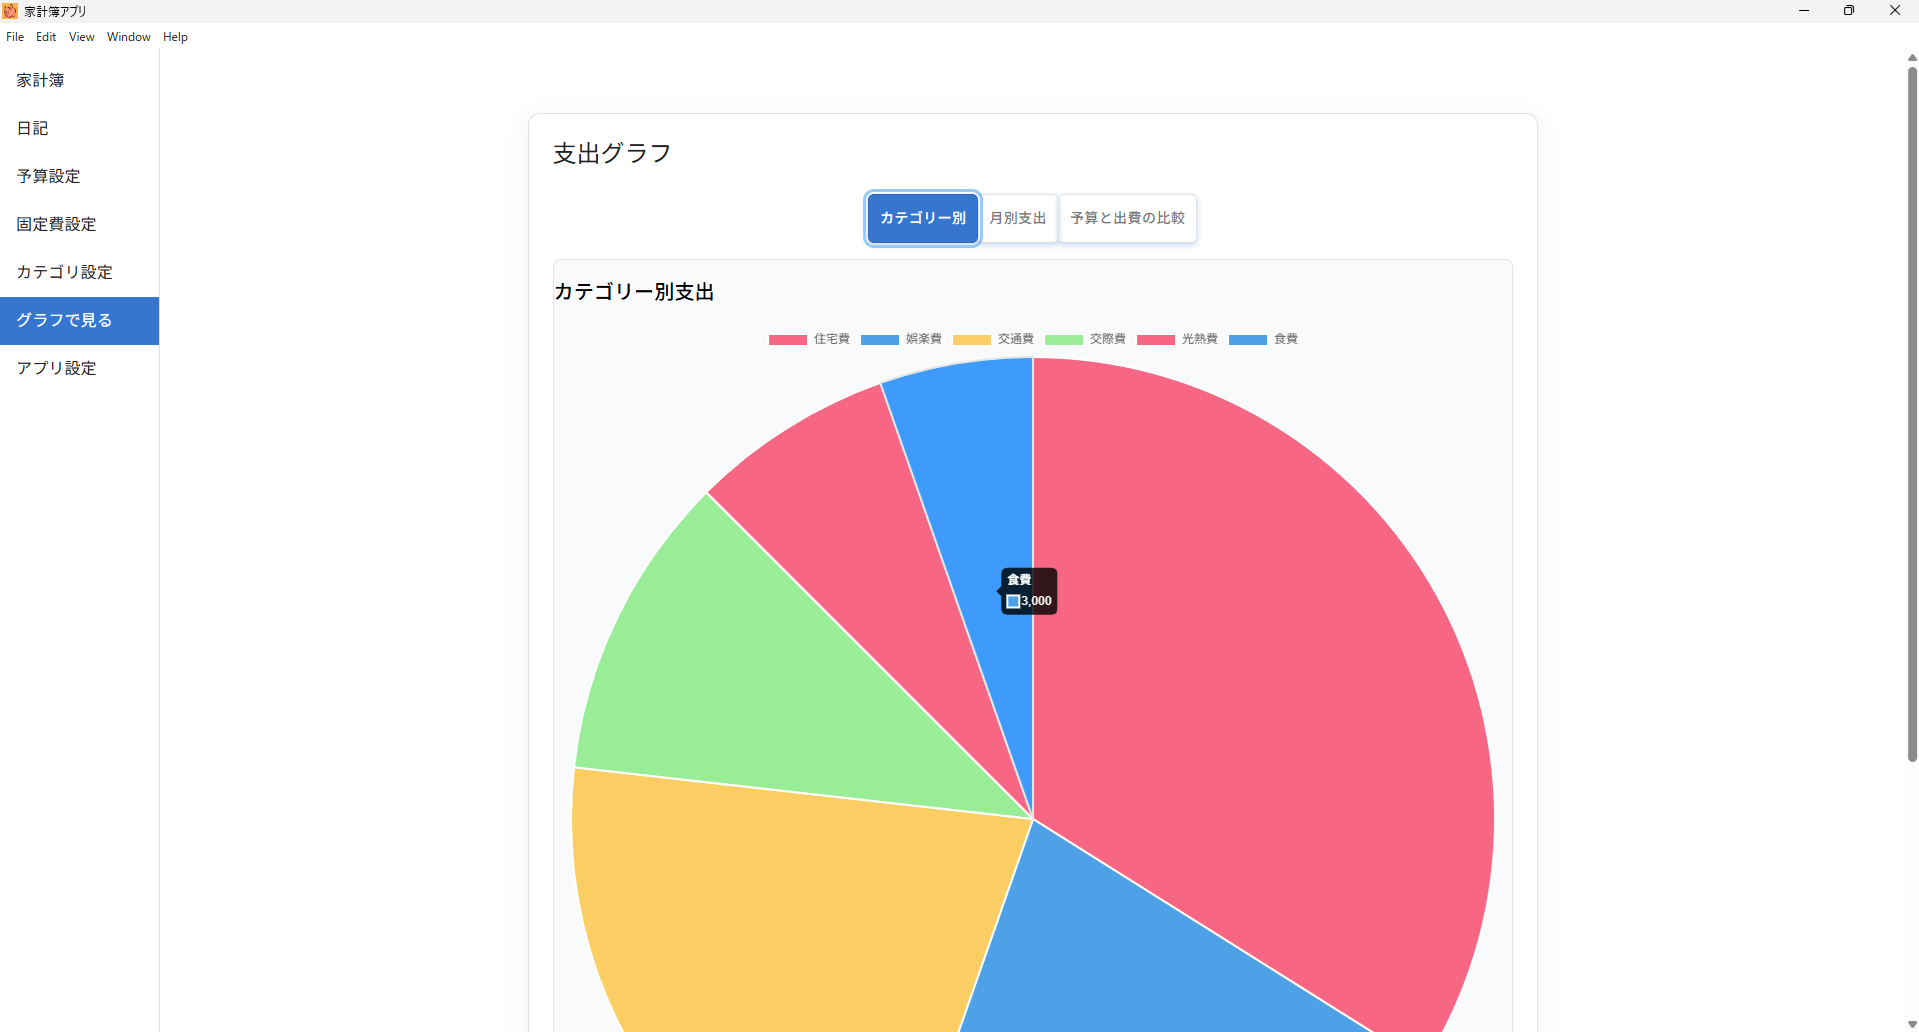 家計簿アプリ
File Edit View Window Help
家計簿
日記
予算設定
固定費設定
カテゴリ設定
グラフで見る
アプリ設定
支出グラフ
カテゴリー別 月別支出 予算と出費の比較
カテゴリー別支出
住宅費 娯楽費 交通費 交際費 光熱費 食費
食費
3,000